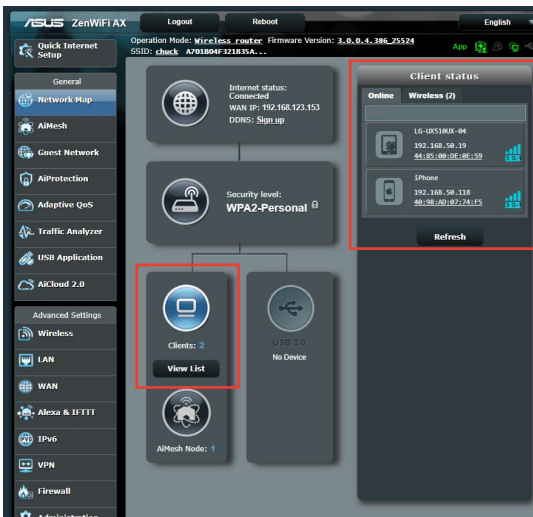 ASUS ZenWiFi AX
Logout
Reboot
English
Quick Internet Setup
Operation Mode: Wireless router Firmware Version: 3.0.0.4.386_25524
SSID: chuck A701B04F321B35A...
App
General
Network Map
AiMesh
Guest Network
AiProtection
Adaptive QoS
Traffic Analyzer
USB Application
AiCloud 2.0
Advanced Settings
Wireless
LAN
WAN
Alexa & IFTTT
IPv6
VPN
Firewall
Administration
Internet status:
Connected
WAN IP: 192.168.123.153
DDNS: Sign up
Security level:
WPA2-Personal
Clients: 2
View List
USB 3.0
No Device
AiMesh Node: 1
Client status
Online
Wireless (2)
L6-UX510UX-04
192.168.50.19
44:85:00:DE:0E:59
iPhone
192.168.50.118
40:98:AD:07:74:F5
Refresh